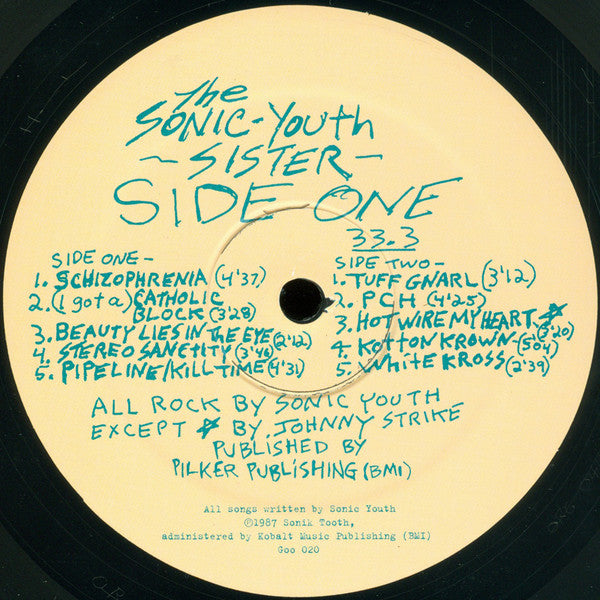 The
SONIC-YOUTH
~SISTER-
SIDE ONE
33.3
SIDE ONE-
1. SCHIZOPHRENIA (4'37)
2. (I got a) CATHOLIC
BLOCK (3'28)
3. BEAUTY LIES IN THE EYE (2'12)
4. STEREO SANCTITY (3'46)
5. PIPELINE/KILL TIME (4'31)
SIDE TWO-
1. TUFF GNARL (3'12)
2. PCH (4'25)
3. HOT WIRE MY HEART ☆
(3'20)
4. KOTTON KROWN- (5'04)
5. White KROSS (2'39)
ALL ROCK BY SONIC YOUTH
EXCEPT ☆ BY JOHNNY STRIKE
PUBLISHED BY
PILKER PUBLISHING (BMI)
All songs written by Sonic Youth
℗1987 Sonik Tooth,
administered by Kobalt Music Publishing (BMI)
Goo 020